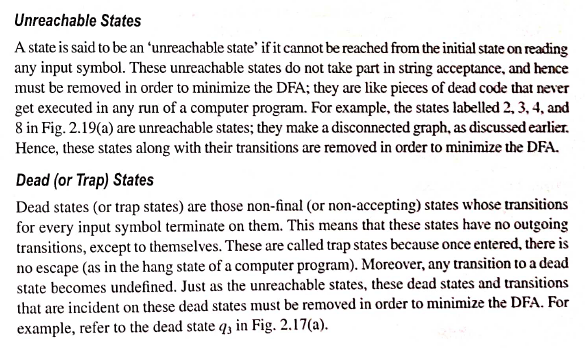 Unreachable States
A state is said to be an ‘unreachable state’ if it cannot be reached from the initial state on reading
any input symbol. These unreachable states do not take part in string acceptance, and hence
must be removed in order to minimize the DFA; they are like pieces of dead code that never
get executed in any run of a computer program. For example, the states labelled 2, 3, 4, and
8 in Fig. 2.19(a) are unreachable states; they make a disconnected graph, as discussed earlier.
Hence, these states along with their transitions are removed in order to minimize the DFA.
Dead (or Trap) States
Dead states (or trap states) are those non-final (or non-accepting) states whose transitions
for every input symbol terminate on them. This means that these states have no outgoing
transitions, except to themselves. These are called trap states because once entered, there is
no escape (as in the hang state of a computer program). Moreover, any transition to a dead
state becomes undefined. Just as the unreachable states, these dead states and transitions
that are incident on these dead states must be removed in order to minimize the DFA. For
example, refer to the dead state q₃ in Fig. 2.17(a).